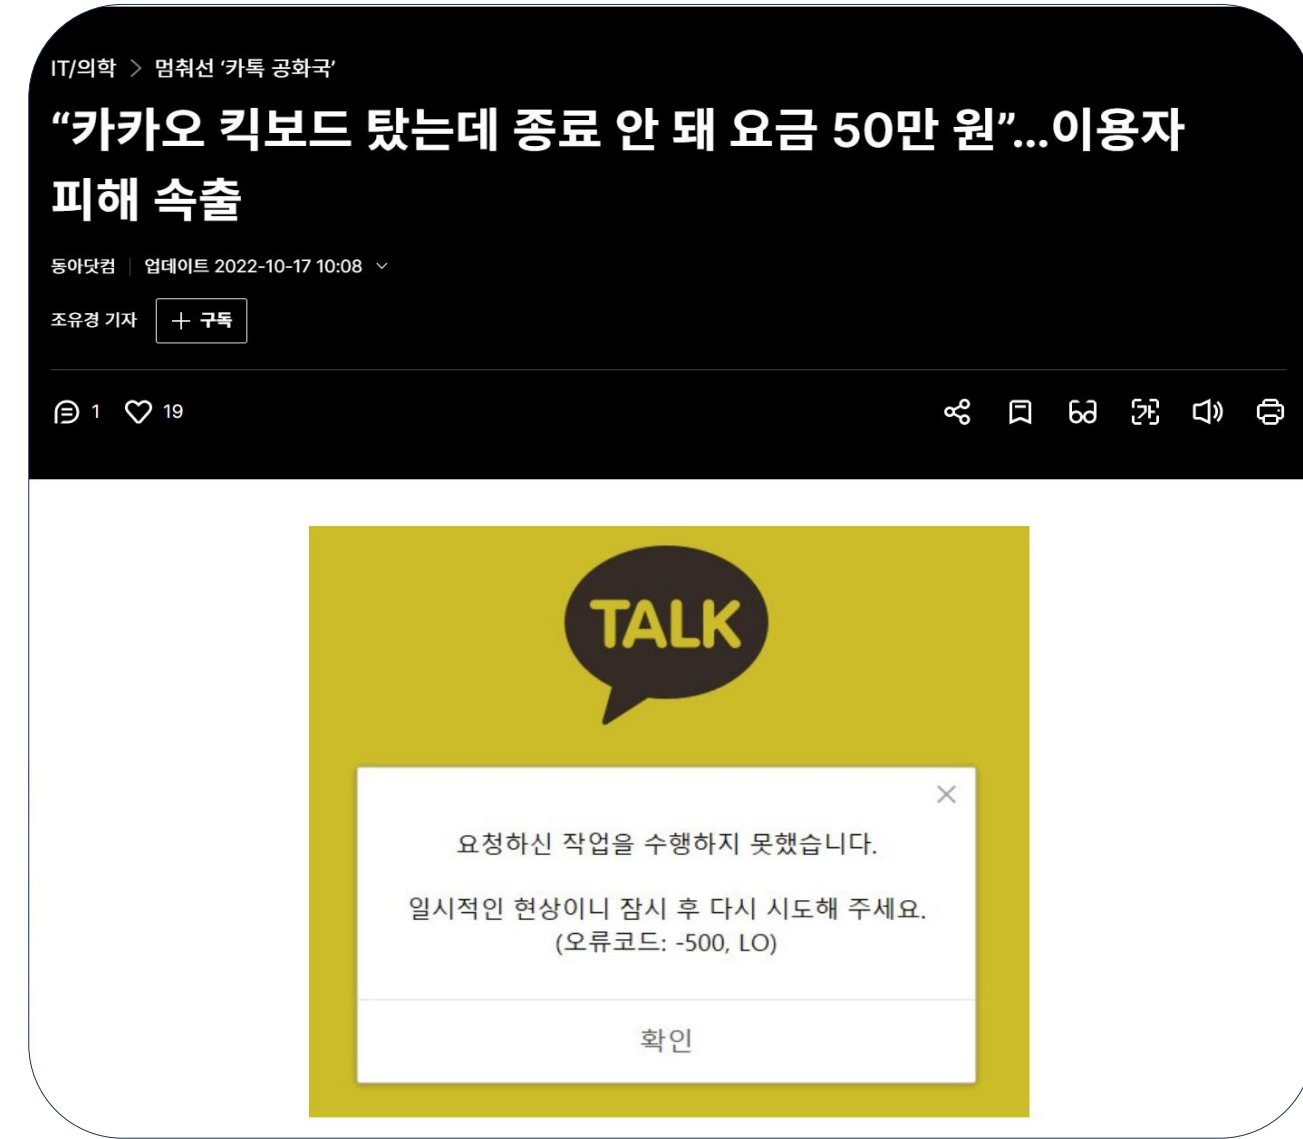 IT/의학 > 멈춰선 ‘카톡 공화국’
“카카오 킥보드 탔는데 종료 안 돼 요금 50만 원”…이용자
피해 속출
동아닷컴 | 업데이트 2022-10-17 10:08
조유경 기자 + 구독
1 19
가
TALK
요청하신 작업을 수행하지 못했습니다.
일시적인 현상이니 잠시 후 다시 시도해 주세요.
(오류코드: -500, LO)
확인